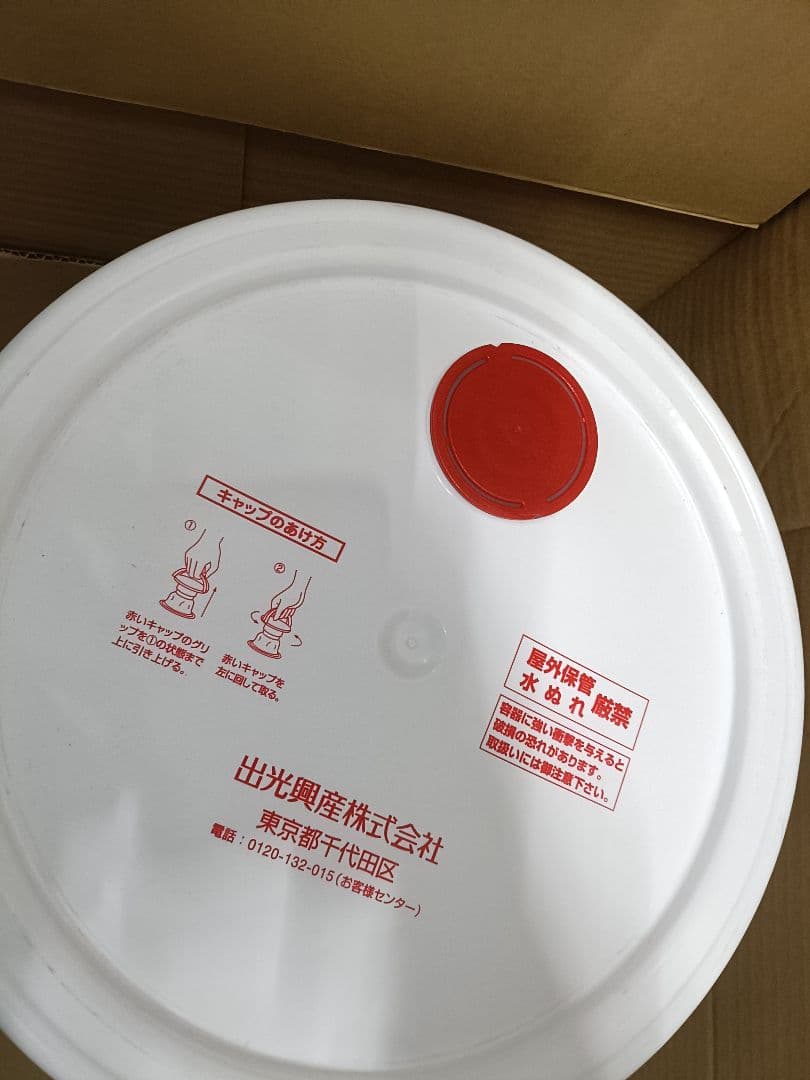 キャップのあけ方
①
②
赤いキャップのグリ
ップを①の状態まで
上に引き上げる。
赤いキャップを
左に回して取る。
屋外保管
水ぬれ
厳禁
容器に強い衝撃を与えると
破損の恐れがあります。
取扱いには御注意下さい。
出光興産株式会社
東京都千代田区
電話：0120-132-015（お客様センター）